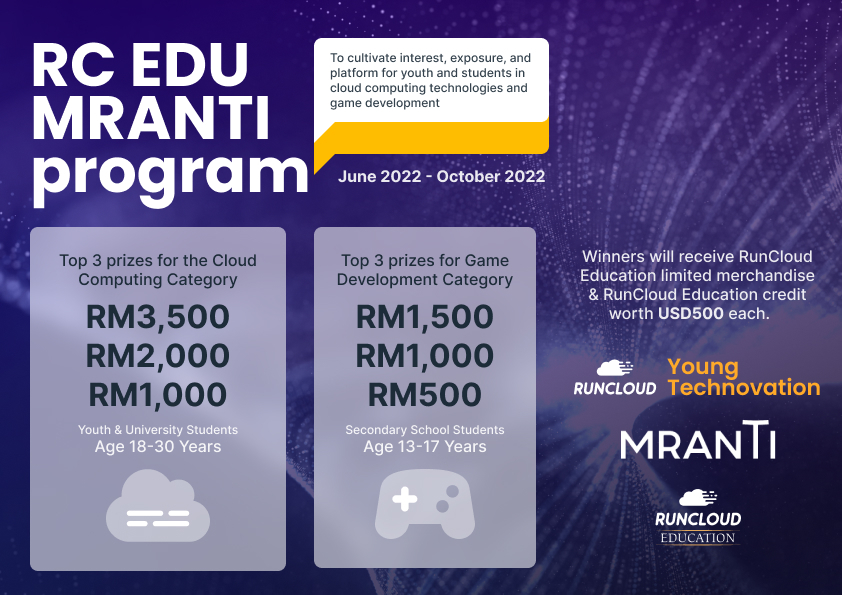 RC EDU
MRANTI
program
To cultivate interest, exposure, and
platform for youth and students in
cloud computing technologies and
game development
June 2022 - October 2022
Top 3 prizes for the Cloud
Computing Category
RM3,500
RM2,000
RM1,000
Youth & University Students
Age 18-30 Years
Top 3 prizes for Game
Development Category
RM1,500
RM1,000
RM500
Secondary School Students
Age 13-17 Years
Winners will receive RunCloud
Education limited merchandise
& RunCloud Education credit
worth USD500 each.
RUNCLOUD
Young
Technovation
MRANTI
RUNCLOUD
EDUCATION